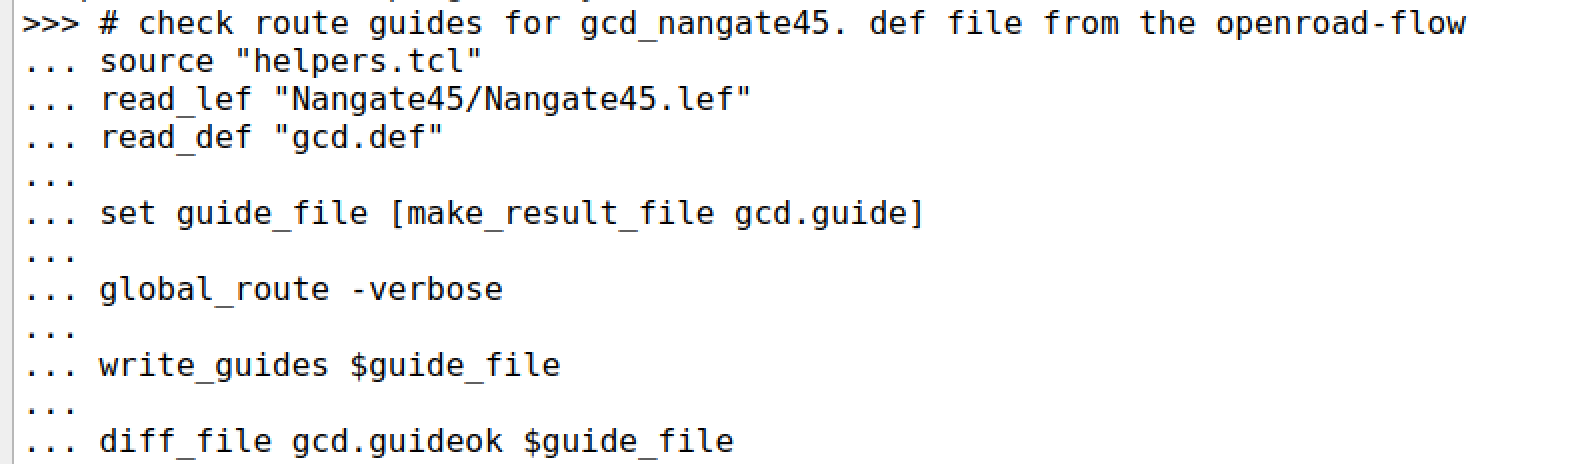 >>> # check route guides for gcd_nangate45. def file from the openroad-flow
... source "helpers.tcl"
... read_lef "Nangate45/Nangate45.lef"
... read_def "gcd.def"
...
... set guide_file [make_result_file gcd.guide]
...
... global_route -verbose
...
... write_guides $guide_file
...
... diff_file gcd.guideok $guide_file